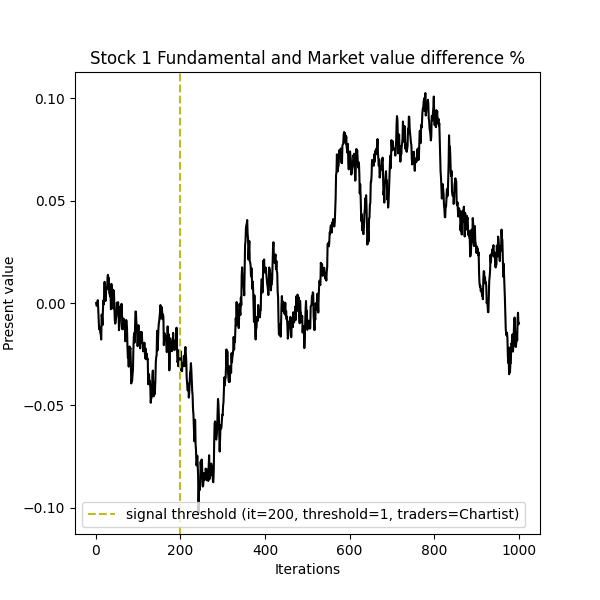 Stock 1 Fundamental and Market value difference %
0.10
0.05
0.00
−0.05
−0.10
Present value
signal threshold (it=200, threshold=1, traders=Chartist)
0
200
400
600
800
1000
Iterations